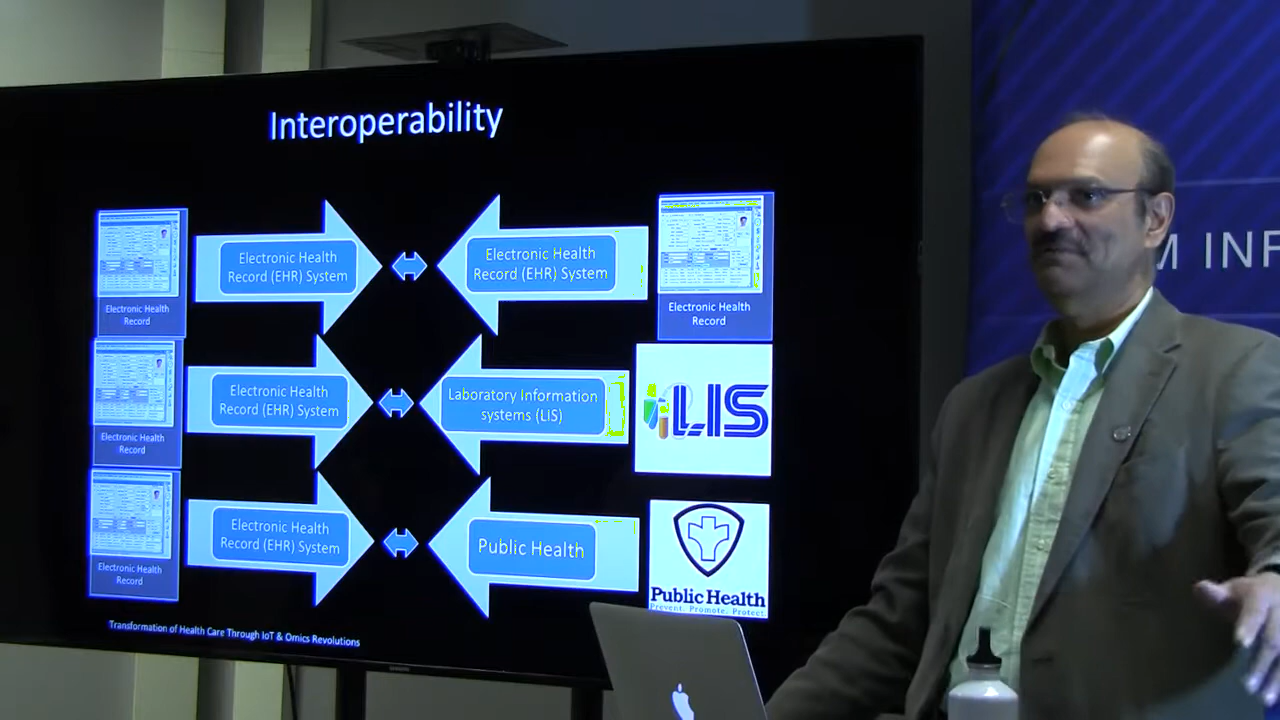 Interoperability
Electronic Health
Record (EHR) System
Electronic Health
Record (EHR) System
Electronic Health
Record
Electronic Health
Record
Electronic Health
Record (EHR) System
Laboratory Information
systems (LIS)
LIS
Electronic Health
Record
Electronic Health
Record (EHR) System
Public Health
Electronic Health
Record
Public Health
Prevent. Promote. Protect.
Transformation of Health Care Through IoT & Omics Revolutions
M INF